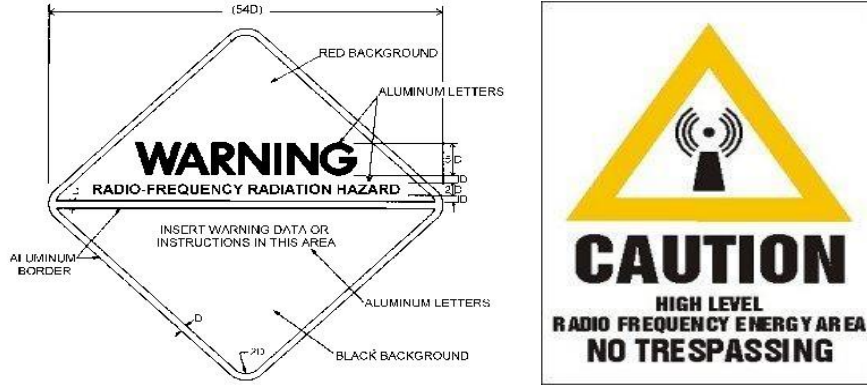 (54D)
RED BACKGROUND
ALUMINUM LETTERS
WARNING
RADIO-FREQUENCY RADIATION HAZARD
D
2D
D
INSERT WARNING DATA OR
INSTRUCTIONS IN THIS AREA
ALUMINUM
BORDER
ALUMINUM LETTERS
D
2D
BLACK BACKGROUND
CAUTION
HIGH LEVEL
RADIO FREQUENCY ENERGY AREA
NO TRESPASSING